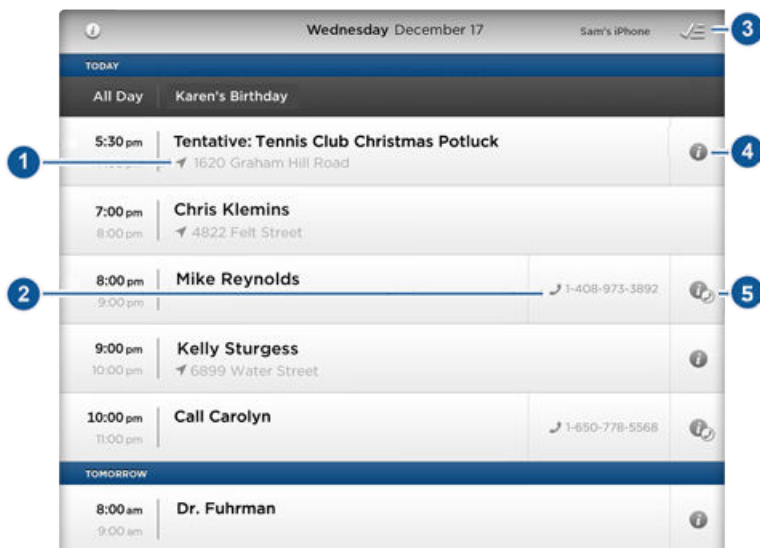 Wednesday December 17
Sam's iPhone
3
TODAY
All Day Karen's Birthday
5:30 pm Tentative: Tennis Club Christmas Potluck
1 1620 Graham Hill Road
4
7:00 pm Chris Klemins
8:00 pm 4822 Felt Street
8:00 pm Mike Reynolds
2 9:00 pm 1-408-973-3892 5
9:00 pm Kelly Sturgess
10:00 pm 6899 Water Street
10:00 pm Call Carolyn
11:00 pm 1-650-778-5568
TOMORROW
8:00 am Dr. Fuhrman
9:00 am